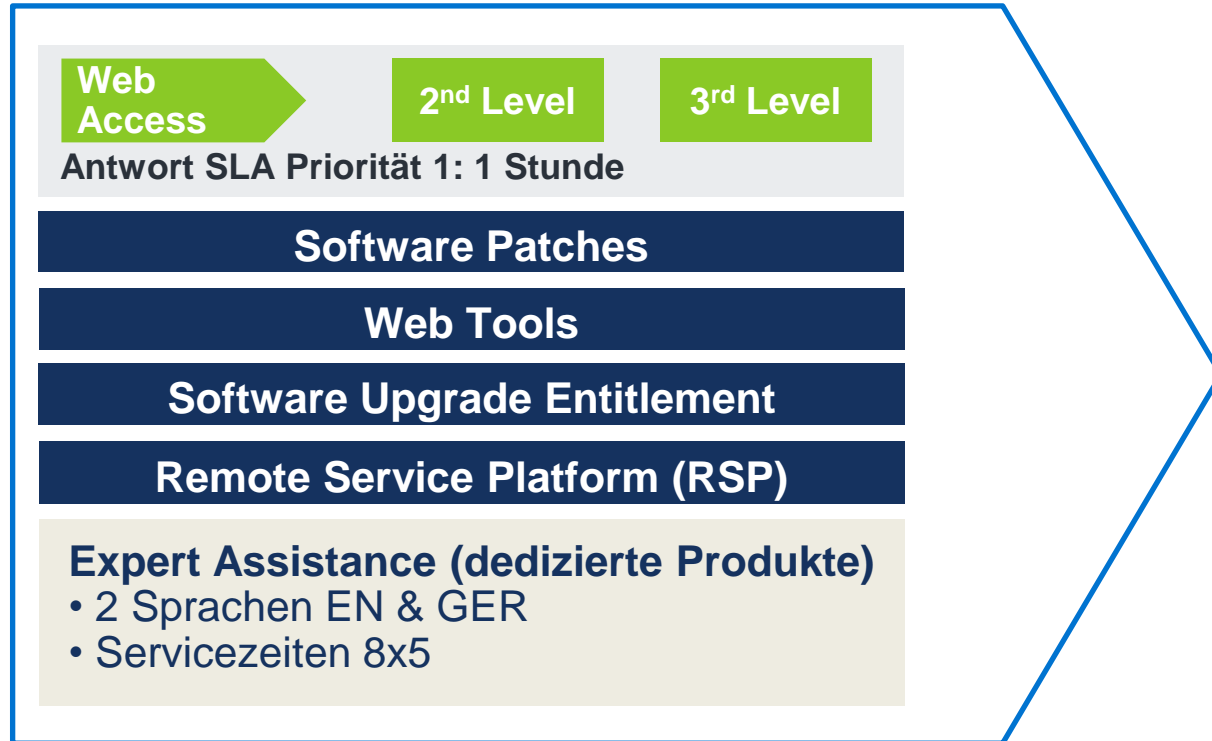 Web
Access
2nd Level
3rd Level
Antwort SLA Priorität 1: 1 Stunde
Software Patches
Web Tools
Software Upgrade Entitlement
Remote Service Platform (RSP)
Expert Assistance (dedizierte Produkte)
• 2 Sprachen EN & GER
• Servicezeiten 8x5